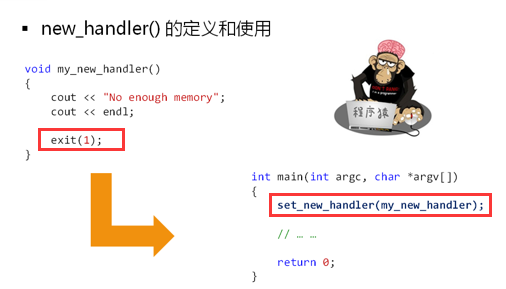 ▪ new_handler() 的定义和使用
void my_new_handler()
{
    cout << "No enough memory";
    cout << endl;
    exit(1);
}
程序猿
int main(int argc, char *argv[])
{
    set_new_handler(my_new_handler);
    // … …
    return 0;
}